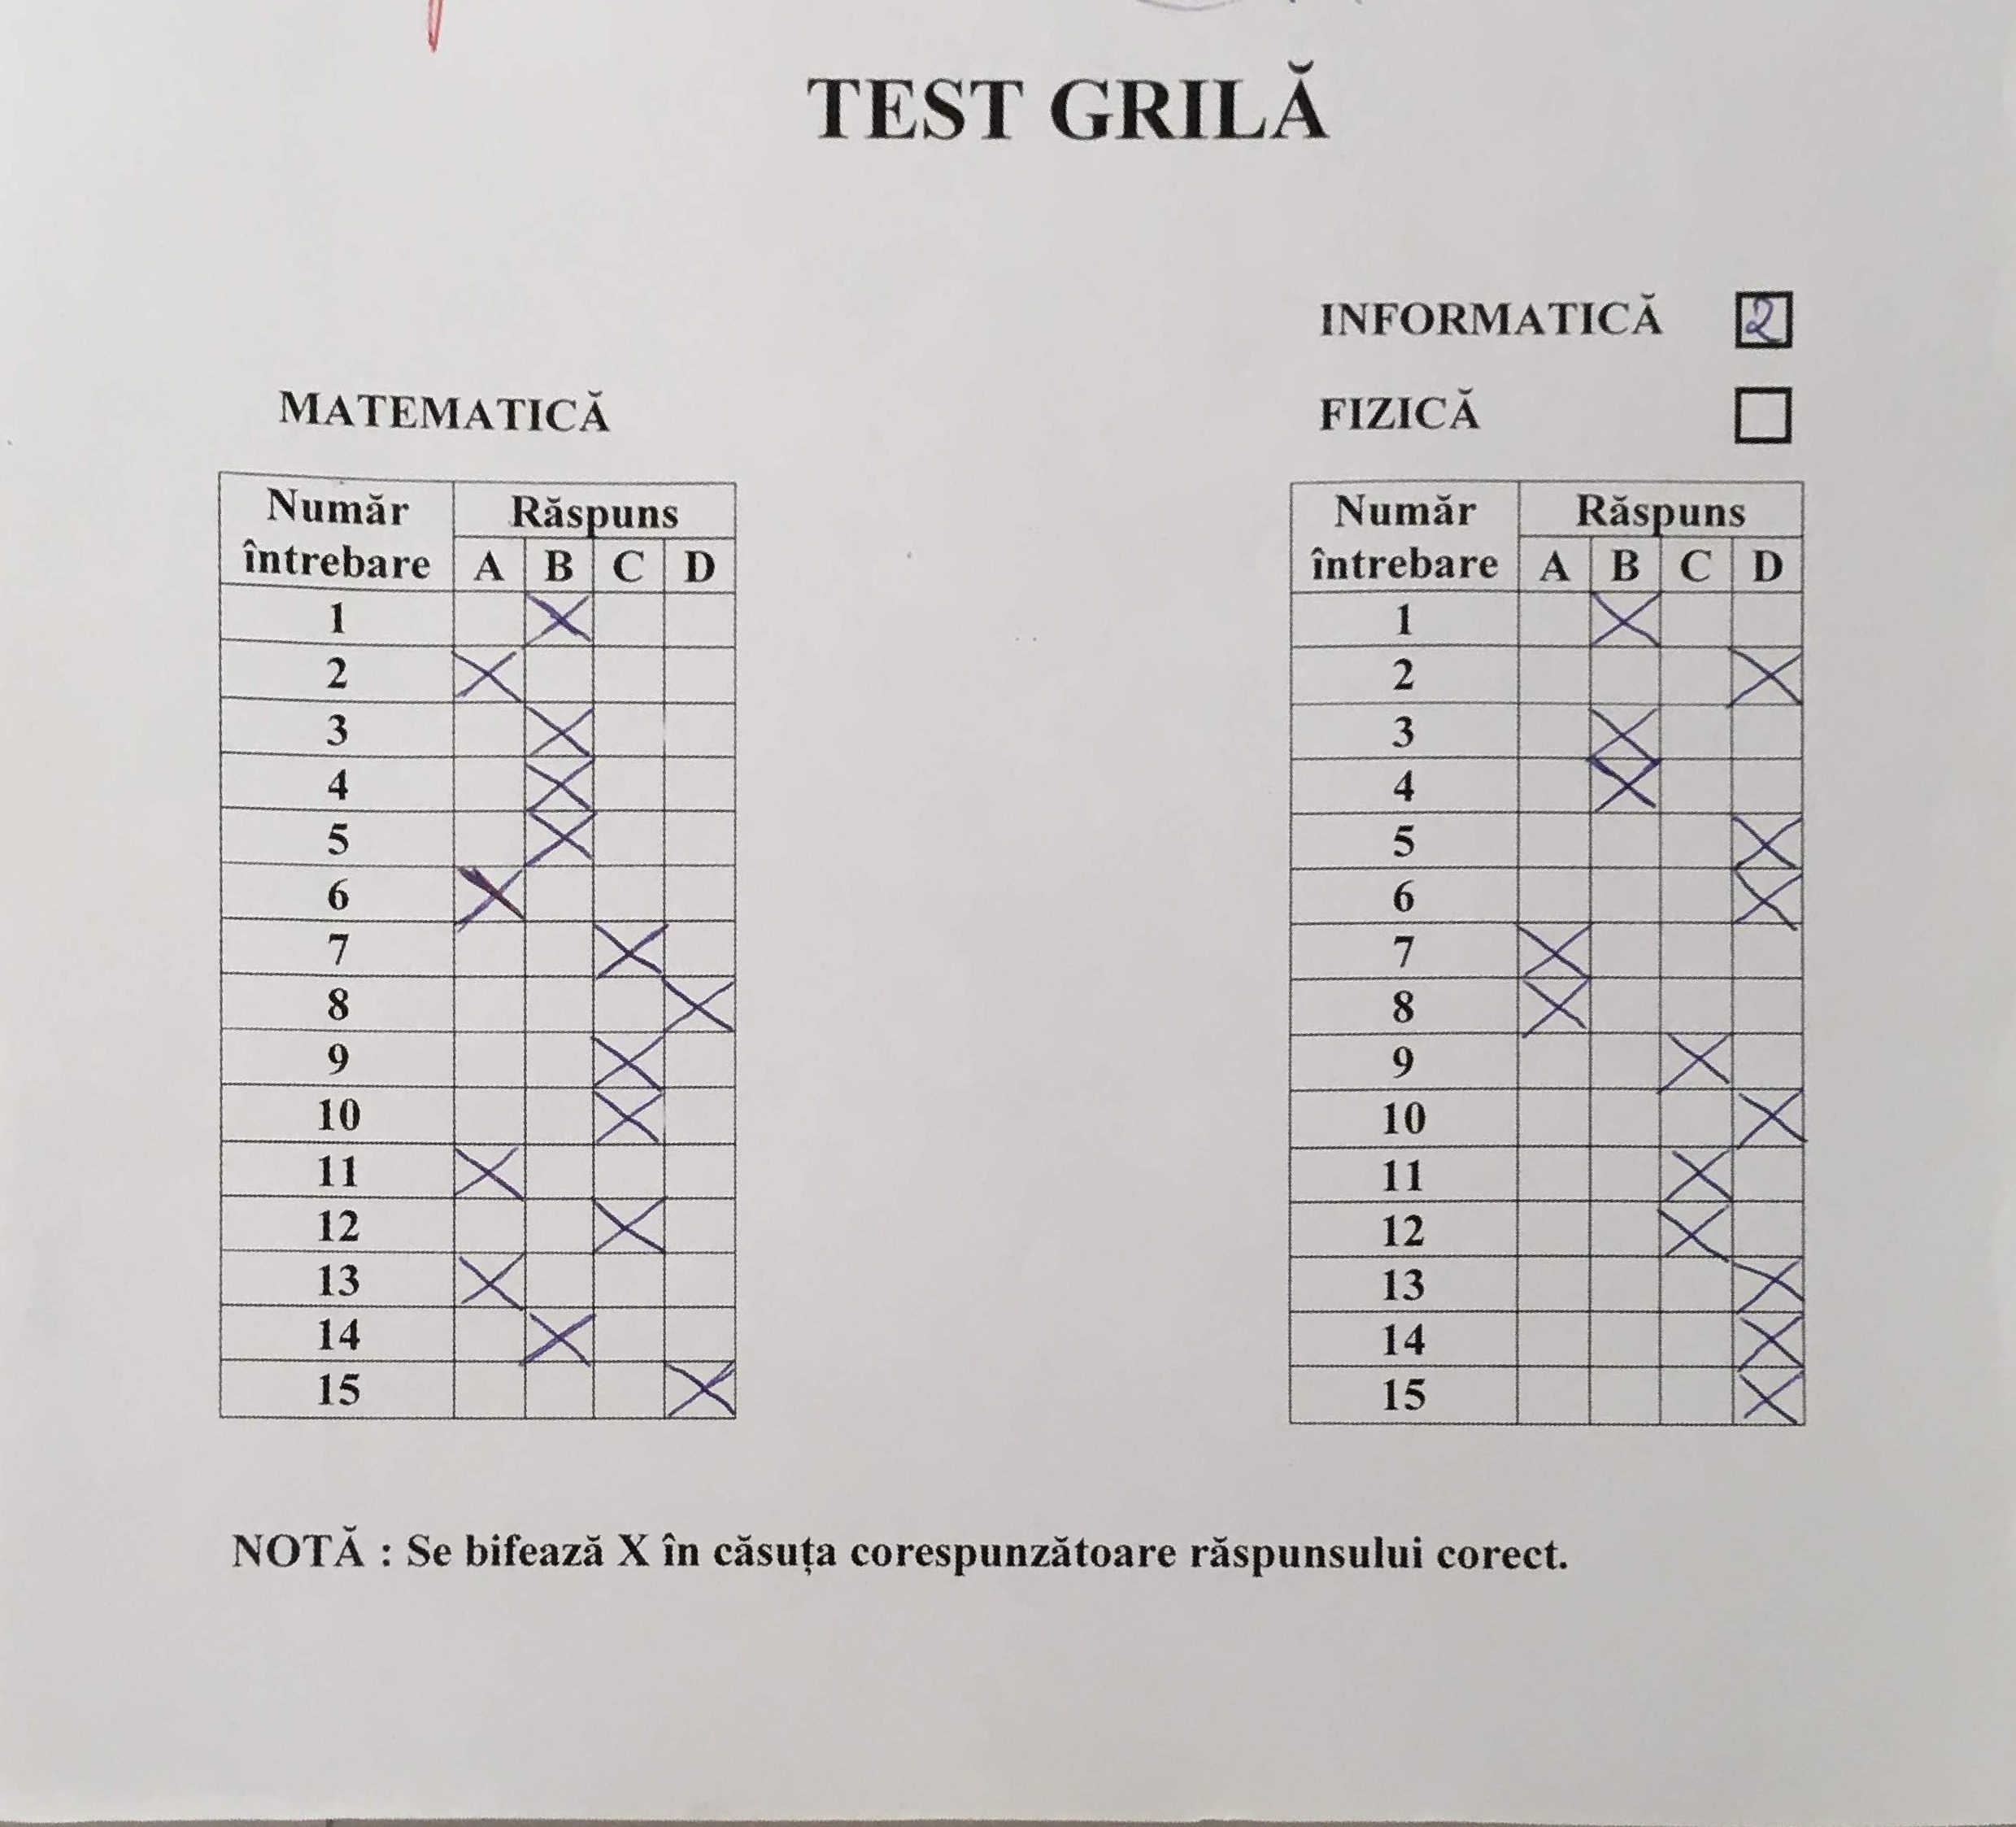 TEST GRILĂ
INFORMATICĂ 2
MATEMATICĂ FIZICĂ
Număr Răspuns
întrebare A B C D
1 X
2 X
3 X
4 X
5 X
6 X
7 X
8 X
9 X
10 X
11 X
12 X
13 X
14 X
15 X
Număr Răspuns
întrebare A B C D
1 X
2 X
3 X
4 X
5 X
6 X
7 X
8 X
9 X
10 X
11 X
12 X
13 X
14 X
15 X
NOTĂ : Se bifează X în căsuța corespunzătoare răspunsului corect.